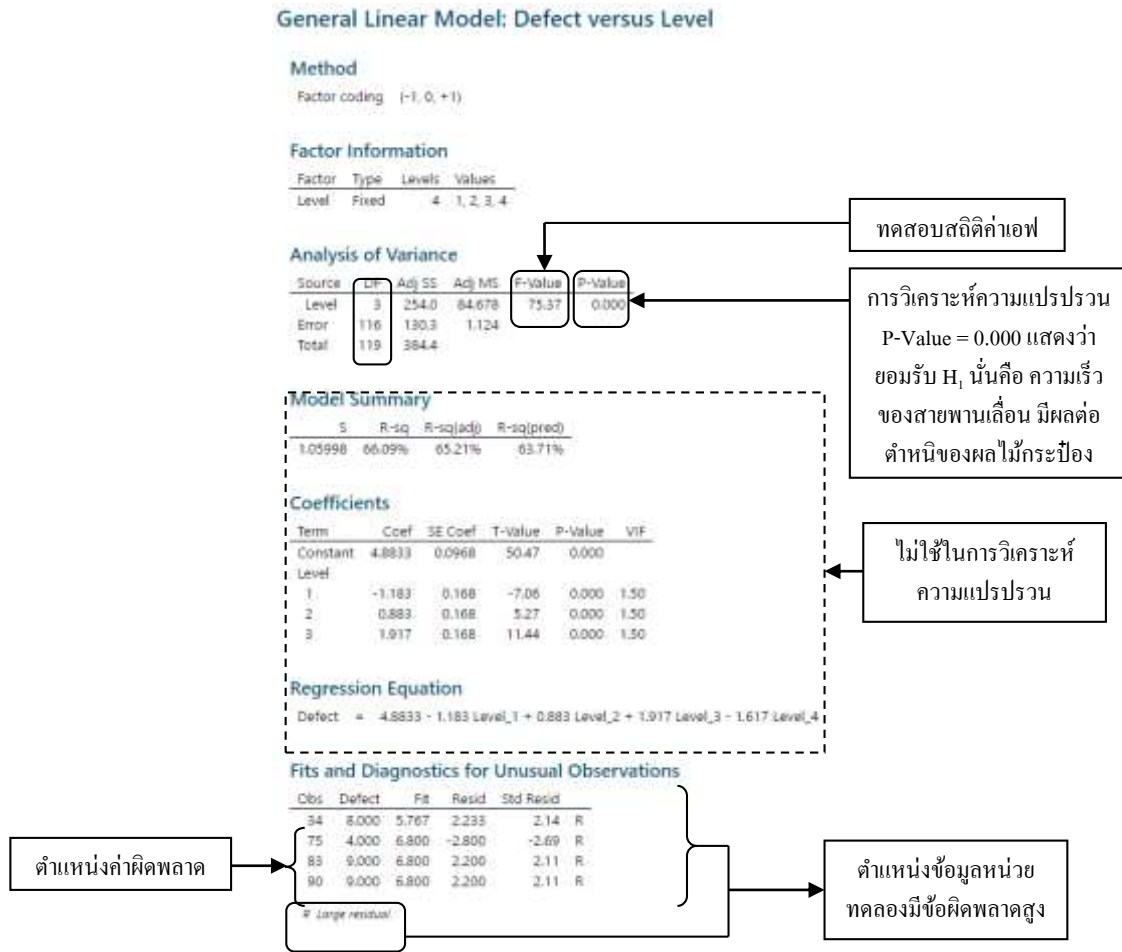 General Linear Model: Defect versus Level
Method
Factor coding (-1, 0, +1)
Factor Information
Factor Type Levels Values
Level Fixed 4 1, 2, 3, 4
Analysis of Variance
Source DF Adj SS Adj MS F-Value P-Value
Level 3 254.0 84.678 75.37 0.000
Error 116 130.3 1.124
Total 119 384.4
ทดสอบสถิติค่าเอฟ
การวิเคราะห์ความแปรปรวน
P-Value = 0.000 แสดงว่า
ยอมรับ H₁ นั่นคือ ความเร็ว
ของสายพานเลื่อน มีผลต่อ
ตำหนิของผลไม้กระป๋อง
Model Summary
S R-sq R-sq(adj) R-sq(pred)
1.05998 66.09% 65.21% 63.71%
Coefficients
Term Coef SE Coef T-Value P-Value VIF
Constant 4.8833 0.0968 50.47 0.000
Level
1 -1.183 0.168 -7.06 0.000 1.50
2 0.883 0.168 5.27 0.000 1.50
3 1.917 0.168 11.44 0.000 1.50
ไม่ใช้ในการวิเคราะห์
ความแปรปรวน
Regression Equation
Defect = 4.8833 - 1.183 Level_1 + 0.883 Level_2 + 1.917 Level_3 - 1.617 Level_4
Fits and Diagnostics for Unusual Observations
Obs Defect Fit Resid Std Resid
34 8.000 5.767 2.233 2.14 R
75 4.000 6.800 -2.800 -2.69 R
83 9.000 6.800 2.200 2.11 R
90 9.000 6.800 2.200 2.11 R
R Large residual
ตำแหน่งค่าผิดพลาด
ตำแหน่งข้อมูลหน่วย
ทดลองมีข้อผิดพลาดสูง